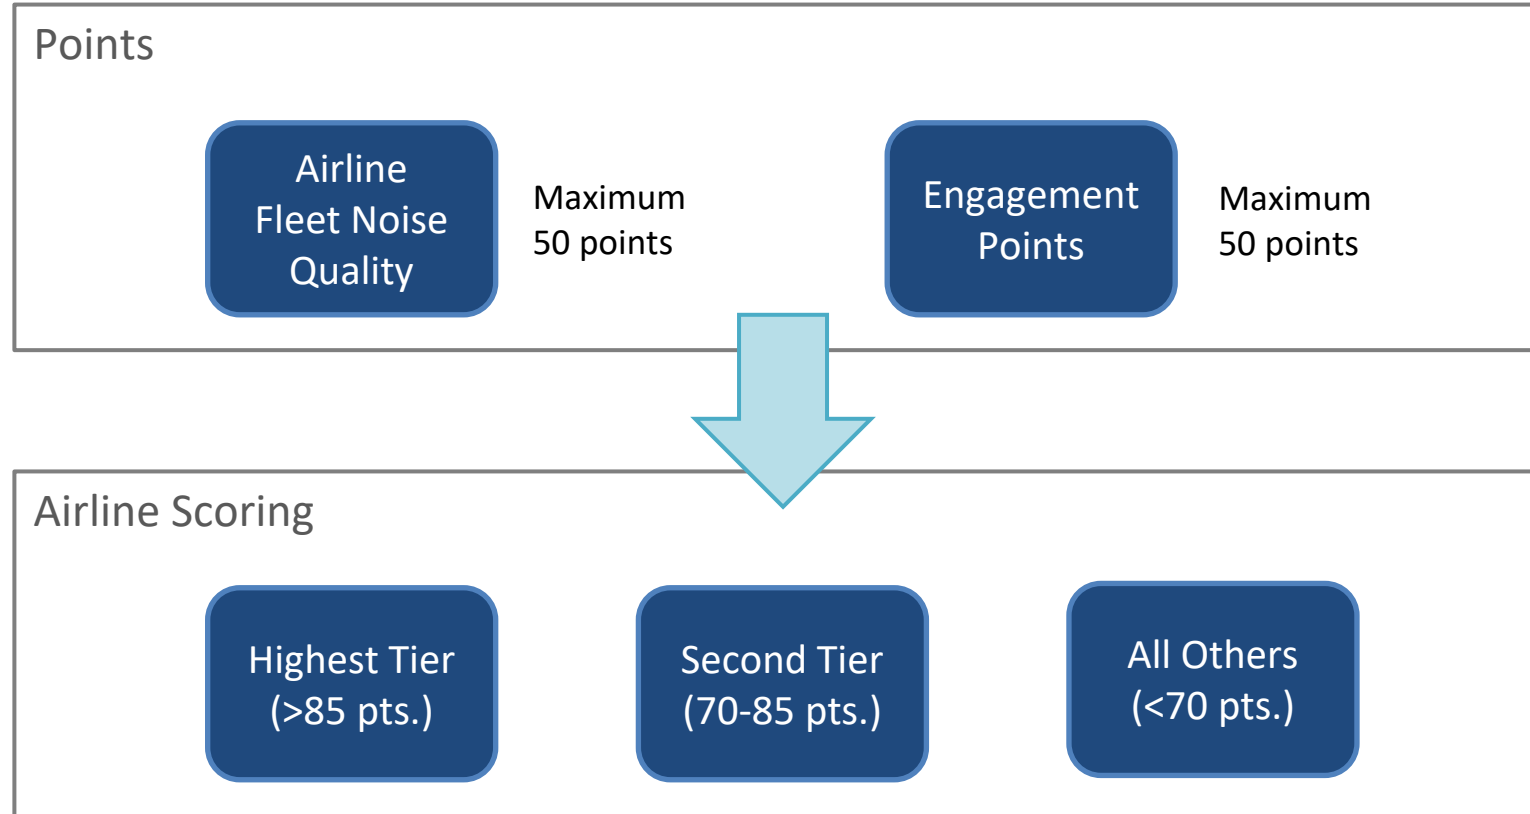 Points
Airline
Fleet Noise
Quality
Maximum
50 points
Engagement
Points
Maximum
50 points
Airline Scoring
Highest Tier
(>85 pts.)
Second Tier
(70-85 pts.)
All Others
(<70 pts.)